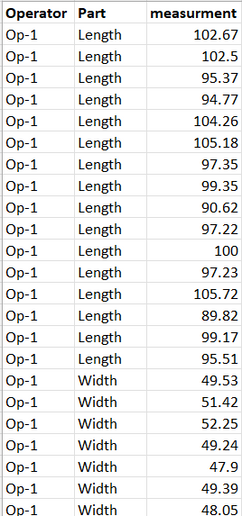 Operator Part measurment
Op-1 Length 102.67
Op-1 Length 102.5
Op-1 Length 95.37
Op-1 Length 94.77
Op-1 Length 104.26
Op-1 Length 105.18
Op-1 Length 97.35
Op-1 Length 99.35
Op-1 Length 90.62
Op-1 Length 97.22
Op-1 Length 100
Op-1 Length 97.23
Op-1 Length 105.72
Op-1 Length 89.82
Op-1 Length 99.17
Op-1 Length 95.51
Op-1 Width 49.53
Op-1 Width 51.42
Op-1 Width 52.25
Op-1 Width 49.24
Op-1 Width 47.9
Op-1 Width 49.39
Op-1 Width 48.05